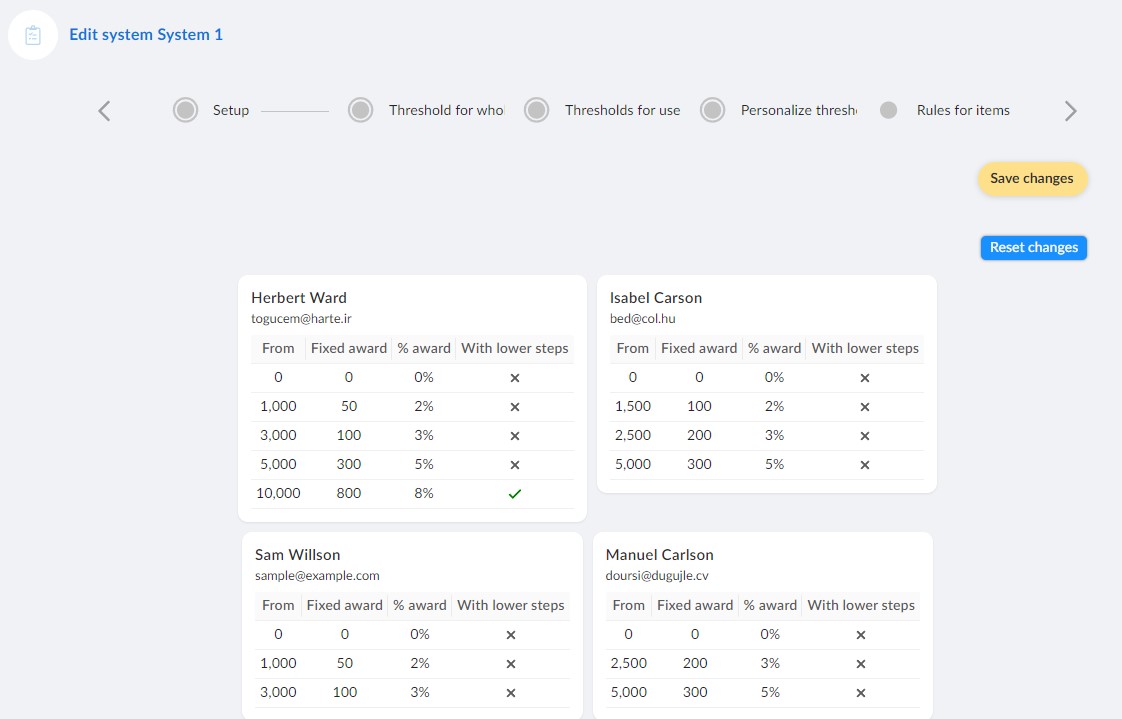 Edit system System 1
Setup Threshold for who Thresholds for use Personalize thresh Rules for items
Save changes
Reset changes
Herbert Ward
togucem@harte.ir
From Fixed award % award With lower steps
0 0 0%
1,000 50 2%
3,000 100 3%
5,000 300 5%
10,000 800 8%
Isabel Carson
bed@col.hu
From Fixed award % award With lower steps
0 0 0%
1,500 100 2%
2,500 200 3%
5,000 300 5%
Sam Willson
sample@example.com
From Fixed award % award With lower steps
0 0 0%
1,000 50 2%
3,000 100 3%
Manuel Carlson
doursi@dugujle.cv
From Fixed award % award With lower steps
0 0 0%
2,500 200 3%
5,000 300 5%